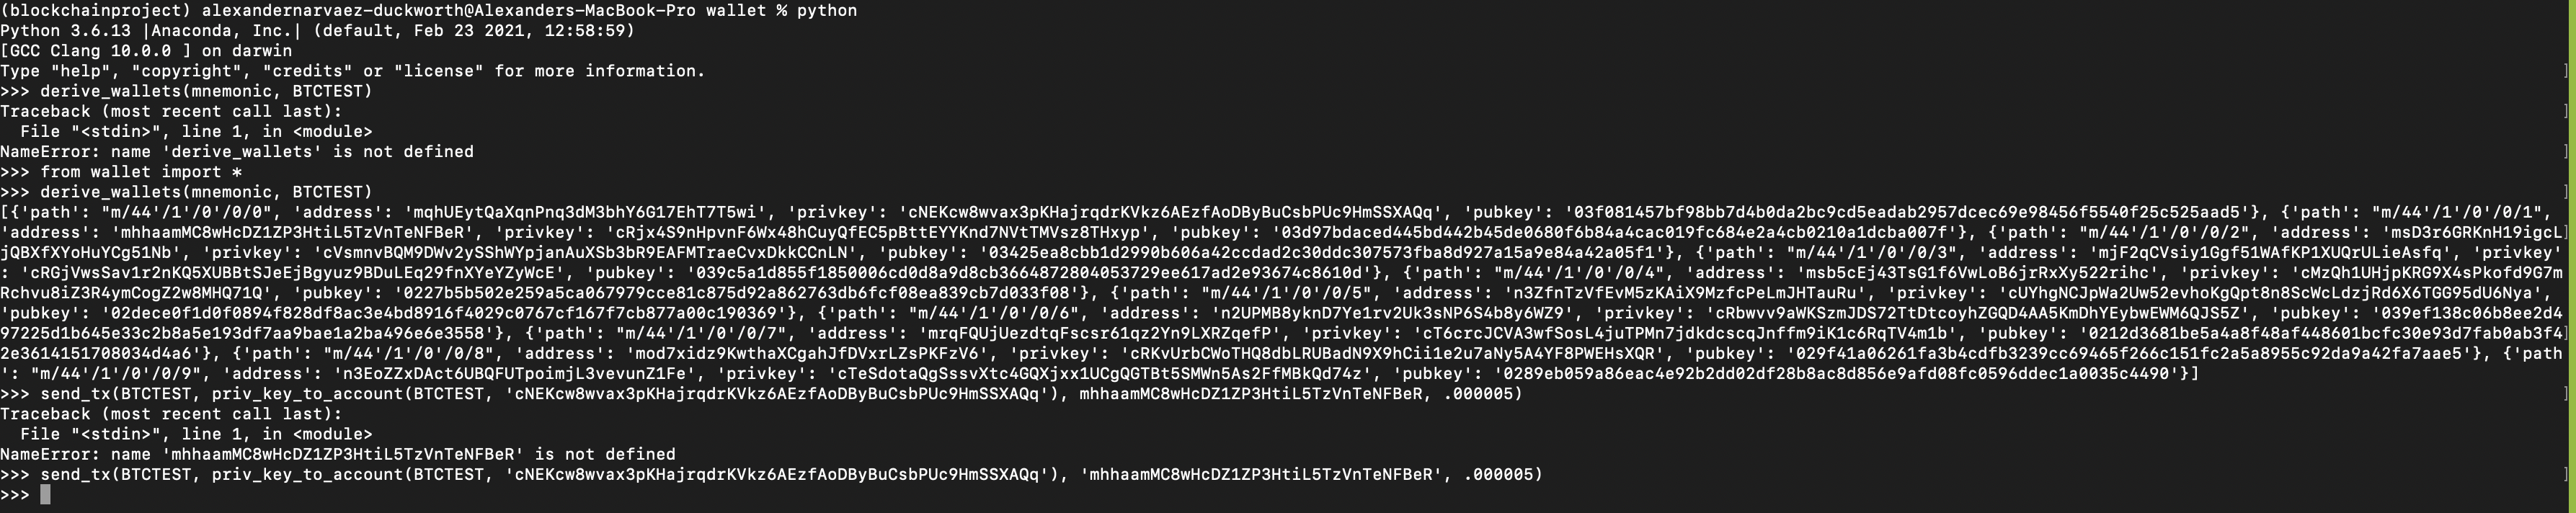 (blockchainproject) alexandernarvaez-duckworth@Alexanders-MacBook-Pro wallet % python
Python 3.6.13 |Anaconda, Inc.| (default, Feb 23 2021, 12:58:59)
[GCC Clang 10.0.0 ] on darwin
Type "help", "copyright", "credits" or "license" for more information.
>>> derive_wallets(mnemonic, BTCTEST)
Traceback (most recent call last):
  File "<stdin>", line 1, in <module>
NameError: name 'derive_wallets' is not defined
>>> from wallet import *
>>> derive_wallets(mnemonic, BTCTEST)
[{'path': "m/44'/1'/0'/0/0", 'address': 'mqhUEytQaXqnPnq3dM3bhY6G17EhT7T5wi', 'privkey': 'cNEKcw8wvax3pKHajrqdrKVkz6AEzfAoDByBuCsbPUc9HmSSXAQq', 'pubkey': '03f081457bf98bb7d4b0da2bc9cd5eadab2957dcec69e98456f5540f25c525aad5'}, {'path': "m/44'/1'/0'/0/1",
'address': 'mhhaamMC8wHcDZ1ZP3HtiL5TzVnTeNFBeR', 'privkey': 'cRjx4S9nHpvnF6Wx48hCuyQfEC5pBttEYYKnd7NVtTMVsz8THxyp', 'pubkey': '03d97bdaced445bd442b45de0680f6b84a4cac019fc684e2a4cb0210a1dcba007f'}, {'path': "m/44'/1'/0'/0/2", 'address': 'msD3r6GRKnH19igcL
jQBXfXYoHuYCg51Nb', 'privkey': 'cVsmnvBQM9DWv2ySShWYpjanAuXSb3bR9EAFMTraeCvxDkkCCnLN', 'pubkey': '03425ea8cbb1d2990b606a42ccdad2c30ddc307573fba8d927a15a9e84a42a05f1'}, {'path': "m/44'/1'/0'/0/3", 'address': 'mjF2qCVsiy1Ggf51WAfKP1XUQrULieAsfq', 'privkey'
: 'cRGjVwsSav1r2nKQ5XUBBtSJeEjBgyuz9BDuLEq29fnXYeYZyWcE', 'pubkey': '039c5a1d855f1850006cd0d8a9d8cb3664872804053729ee617ad2e93674c8610d'}, {'path': "m/44'/1'/0'/0/4", 'address': 'msb5cEj43TsG1f6VwLoB6jrRxXy522rihc', 'privkey': 'cMzQh1UHjpKRG9X4sPkofd9G7m
Rchvu8iZ3R4ymCogZ2w8MHQ71Q', 'pubkey': '0227b5b502e259a5ca067979cce81c875d92a862763db6fcf08ea839cb7d033f08'}, {'path': "m/44'/1'/0'/0/5", 'address': 'n3ZfnTzVfEvM5zKAiX9MzfcPeLmJHTauRu', 'privkey': 'cUYhgNCJpWa2Uw52evhoKgQpt8n8ScWcLdzjRd6X6TGG95dU6Nya',
'pubkey': '02dece0f1d0f0894f828df8ac3e4bd8916f4029c0767cf167f7cb877a00c190369'}, {'path': "m/44'/1'/0'/0/6", 'address': 'n2UPMB8yknD7Ye1rv2Uk3sNP6S4b8y6WZ9', 'privkey': 'cRbwvv9aWKSzmJDS72TtDtcoyhZGQD4AA5KmDhYEybwEWM6QJS5Z', 'pubkey': '039ef138c06b8ee2d4
97225d1b645e33c2b8a5e193df7aa9bae1a2ba496e6e3558'}, {'path': "m/44'/1'/0'/0/7", 'address': 'mrqFQUjUezdtqFscsr61qz2Yn9LXRZqefP', 'privkey': 'cT6crcJCVA3wfSosL4juTPMn7jdkdcscqJnffm9iK1c6RqTV4m1b', 'pubkey': '0212d3681be5a4a8f48af448601bcfc30e93d7fab0ab3f4
2e3614151708034d4a6'}, {'path': "m/44'/1'/0'/0/8", 'address': 'mod7xidz9KwthaXCgahJfDVxrLZsPKFzV6', 'privkey': 'cRKvUrbCWoTHQ8dbLRUBadN9X9hCii1e2u7aNy5A4YF8PWEHsXQR', 'pubkey': '029f41a06261fa3b4cdfb3239cc69465f266c151fc2a5a8955c92da9a42fa7aae5'}, {'path
': "m/44'/1'/0'/0/9", 'address': 'n3EoZZxDAct6UBQFUTpoimjL3vevunZ1Fe', 'privkey': 'cTeSdotaQgSssvXtc4GQXjxx1UCgQGTBt5SMWn5As2FfMBkQd74z', 'pubkey': '0289eb059a86eac4e92b2dd02df28b8ac8d856e9afd08fc0596ddec1a0035c4490'}]
>>> send_tx(BTCTEST, priv_key_to_account(BTCTEST, 'cNEKcw8wvax3pKHajrqdrKVkz6AEzfAoDByBuCsbPUc9HmSSXAQq'), mhhaamMC8wHcDZ1ZP3HtiL5TzVnTeNFBeR, .000005)
Traceback (most recent call last):
  File "<stdin>", line 1, in <module>
NameError: name 'mhhaamMC8wHcDZ1ZP3HtiL5TzVnTeNFBeR' is not defined
>>> send_tx(BTCTEST, priv_key_to_account(BTCTEST, 'cNEKcw8wvax3pKHajrqdrKVkz6AEzfAoDByBuCsbPUc9HmSSXAQq'), 'mhhaamMC8wHcDZ1ZP3HtiL5TzVnTeNFBeR', .000005)
>>>